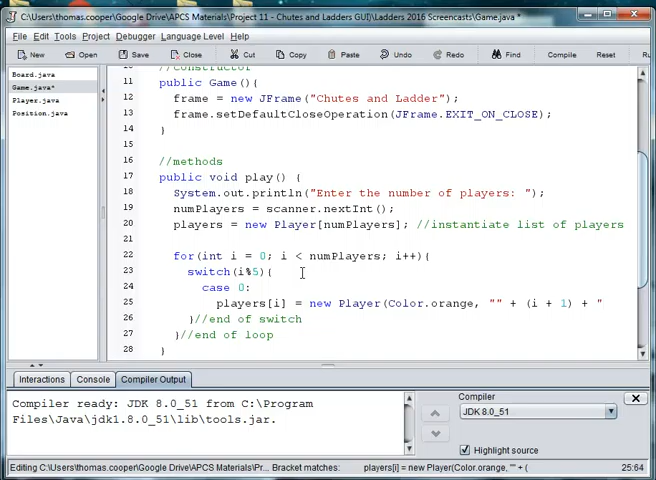 C:\Users\thomas.cooper\Google Drive\APCS Materials\Project 11 - Chutes and Ladders GUI\Ladders 2016 Screencasts\Game.java *
File Edit Tools Project Debugger Language Level Help
New Open Save Close Cut Copy Paste Undo Redo Find Compile Reset Ru
Board.java
Game.java*
Player.java
Position.java
10 //constructor
11 public Game(){
12 frame = new JFrame("Chutes and Ladder");
13 frame.setDefaultCloseOperation(JFrame.EXIT_ON_CLOSE);
14 }
15
16 //methods
17 public void play() {
18 System.out.println("Enter the number of players: ");
19 numPlayers = scanner.nextInt();
20 players = new Player[numPlayers]; //instantiate list of players
21
22 for(int i = 0; i < numPlayers; i++){
23 switch(i%5){
24 case 0:
25 players[i] = new Player(Color.orange, "" + (i + 1) + "
26 }//end of switch
27 }//end of loop
28 }
Interactions Console Compiler Output
Compiler ready: JDK 8.0_51 from C:\Program
Files\Java\jdk1.8.0_51\lib\tools.jar.
Compiler
JDK 8.0_51
Highlight source
Editing C:\Users\thomas.cooper\Google Drive\APCS Materials\Pr... Bracket matches: players[i] = new Player(Color.orange, "" + ( 25:64